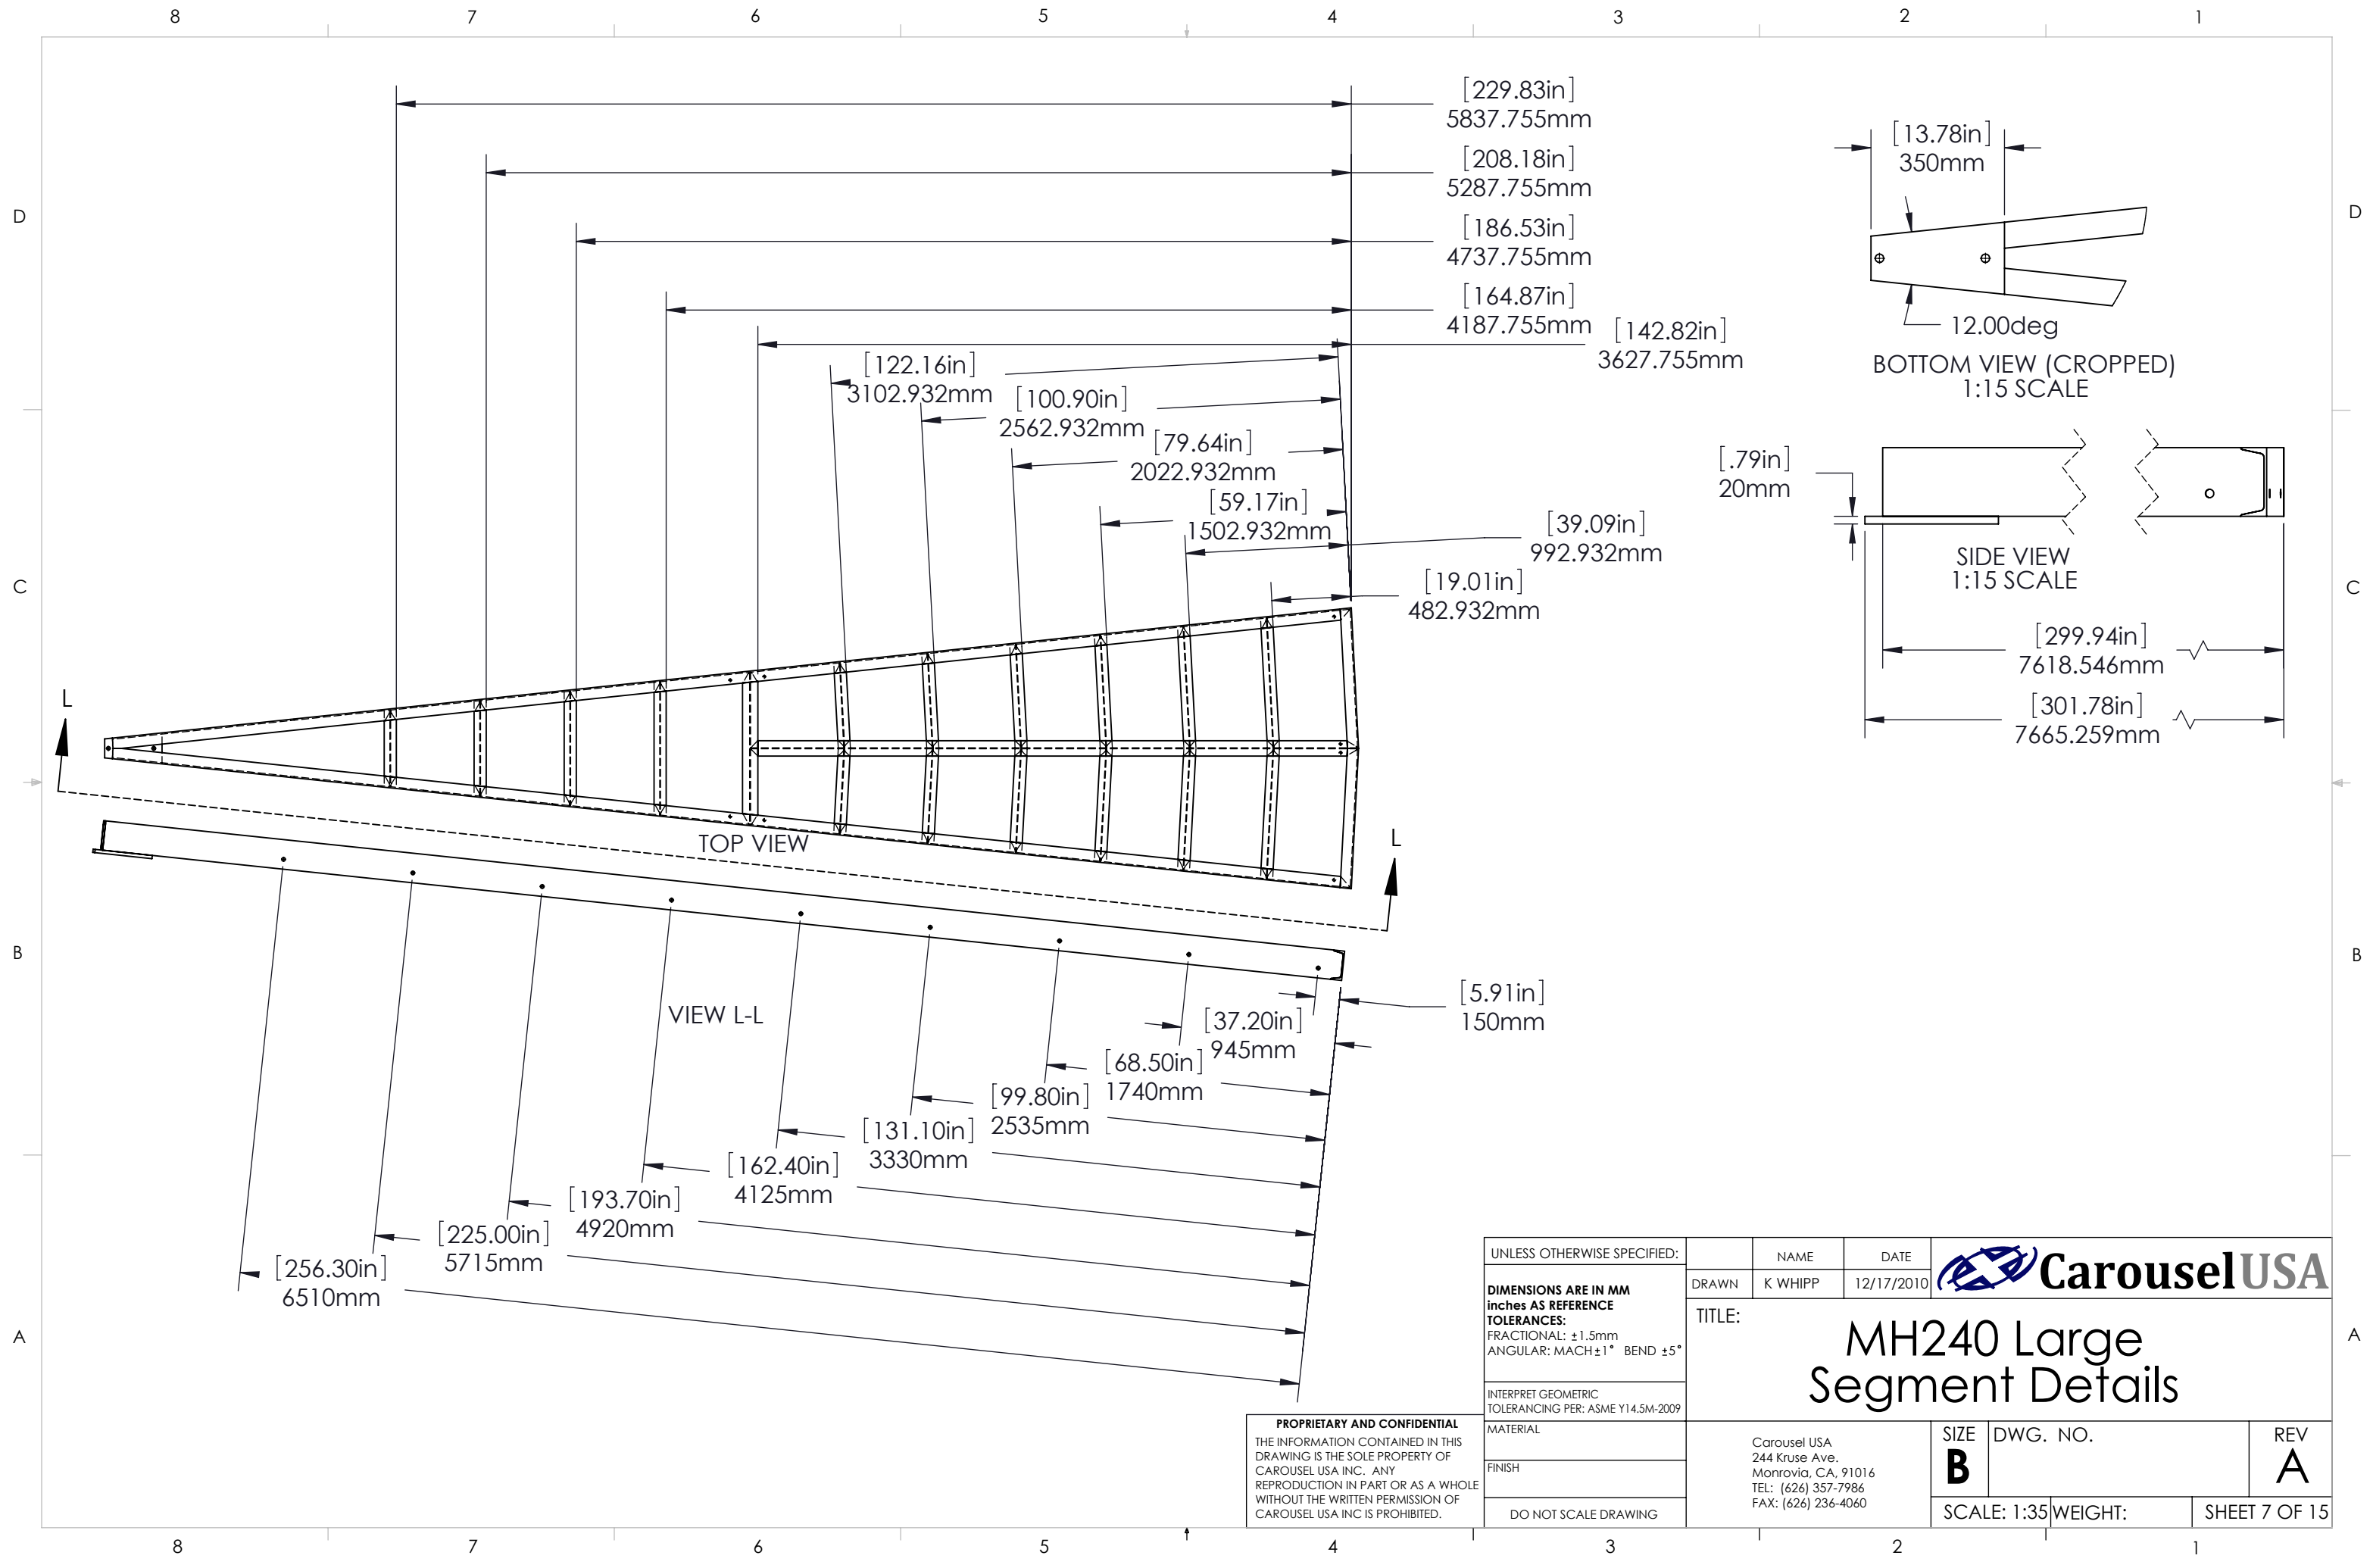 8 7 6 5 4 3 2 1
[229.83in]
5837.755mm
[208.18in]
5287.755mm
[186.53in]
4737.755mm
[164.87in]
4187.755mm
[142.82in]
3627.755mm
[122.16in]
3102.932mm
[100.90in]
2562.932mm
[79.64in]
2022.932mm
[59.17in]
1502.932mm
[39.09in]
992.932mm
[19.01in]
482.932mm
[13.78in]
350mm
12.00deg
BOTTOM VIEW (CROPPED)
1:15 SCALE
[.79in]
20mm
SIDE VIEW
1:15 SCALE
[299.94in]
7618.546mm
[301.78in]
7665.259mm
D
D
C
C
B
B
A
A
L
L
TOP VIEW
VIEW L-L
[5.91in]
150mm
[37.20in]
945mm
[68.50in]
1740mm
[99.80in]
2535mm
[131.10in]
3330mm
[162.40in]
4125mm
[193.70in]
4920mm
[225.00in]
5715mm
[256.30in]
6510mm
PROPRIETARY AND CONFIDENTIAL
THE INFORMATION CONTAINED IN THIS
DRAWING IS THE SOLE PROPERTY OF
CAROUSEL USA INC. ANY
REPRODUCTION IN PART OR AS A WHOLE
WITHOUT THE WRITTEN PERMISSION OF
CAROUSEL USA INC IS PROHIBITED.
UNLESS OTHERWISE SPECIFIED:
DIMENSIONS ARE IN MM
inches AS REFERENCE
TOLERANCES:
FRACTIONAL: ±1.5mm
ANGULAR: MACH±1° BEND ±5°
INTERPRET GEOMETRIC
TOLERANCING PER: ASME Y14.5M-2009
MATERIAL
FINISH
DO NOT SCALE DRAWING
NAME DATE
DRAWN K WHIPP 12/17/2010
CarouselUSA
TITLE:
MH240 Large
Segment Details
Carousel USA
244 Kruse Ave.
Monrovia, CA, 91016
TEL: (626) 357-7986
FAX: (626) 236-4060
SIZE DWG. NO. REV
B A
SCALE: 1:35 WEIGHT: SHEET 7 OF 15
8 7 6 5 4 3 2 1